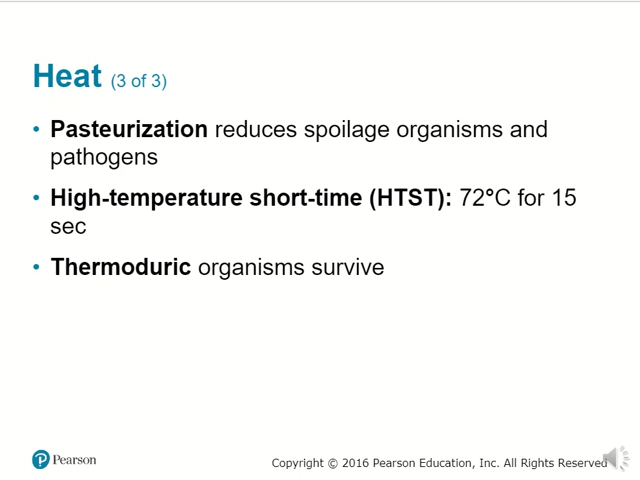 Heat (3 of 3)
• Pasteurization reduces spoilage organisms and
pathogens
• High-temperature short-time (HTST): 72°C for 15
sec
• Thermoduric organisms survive
Pearson
Copyright © 2016 Pearson Education, Inc. All Rights Reserved